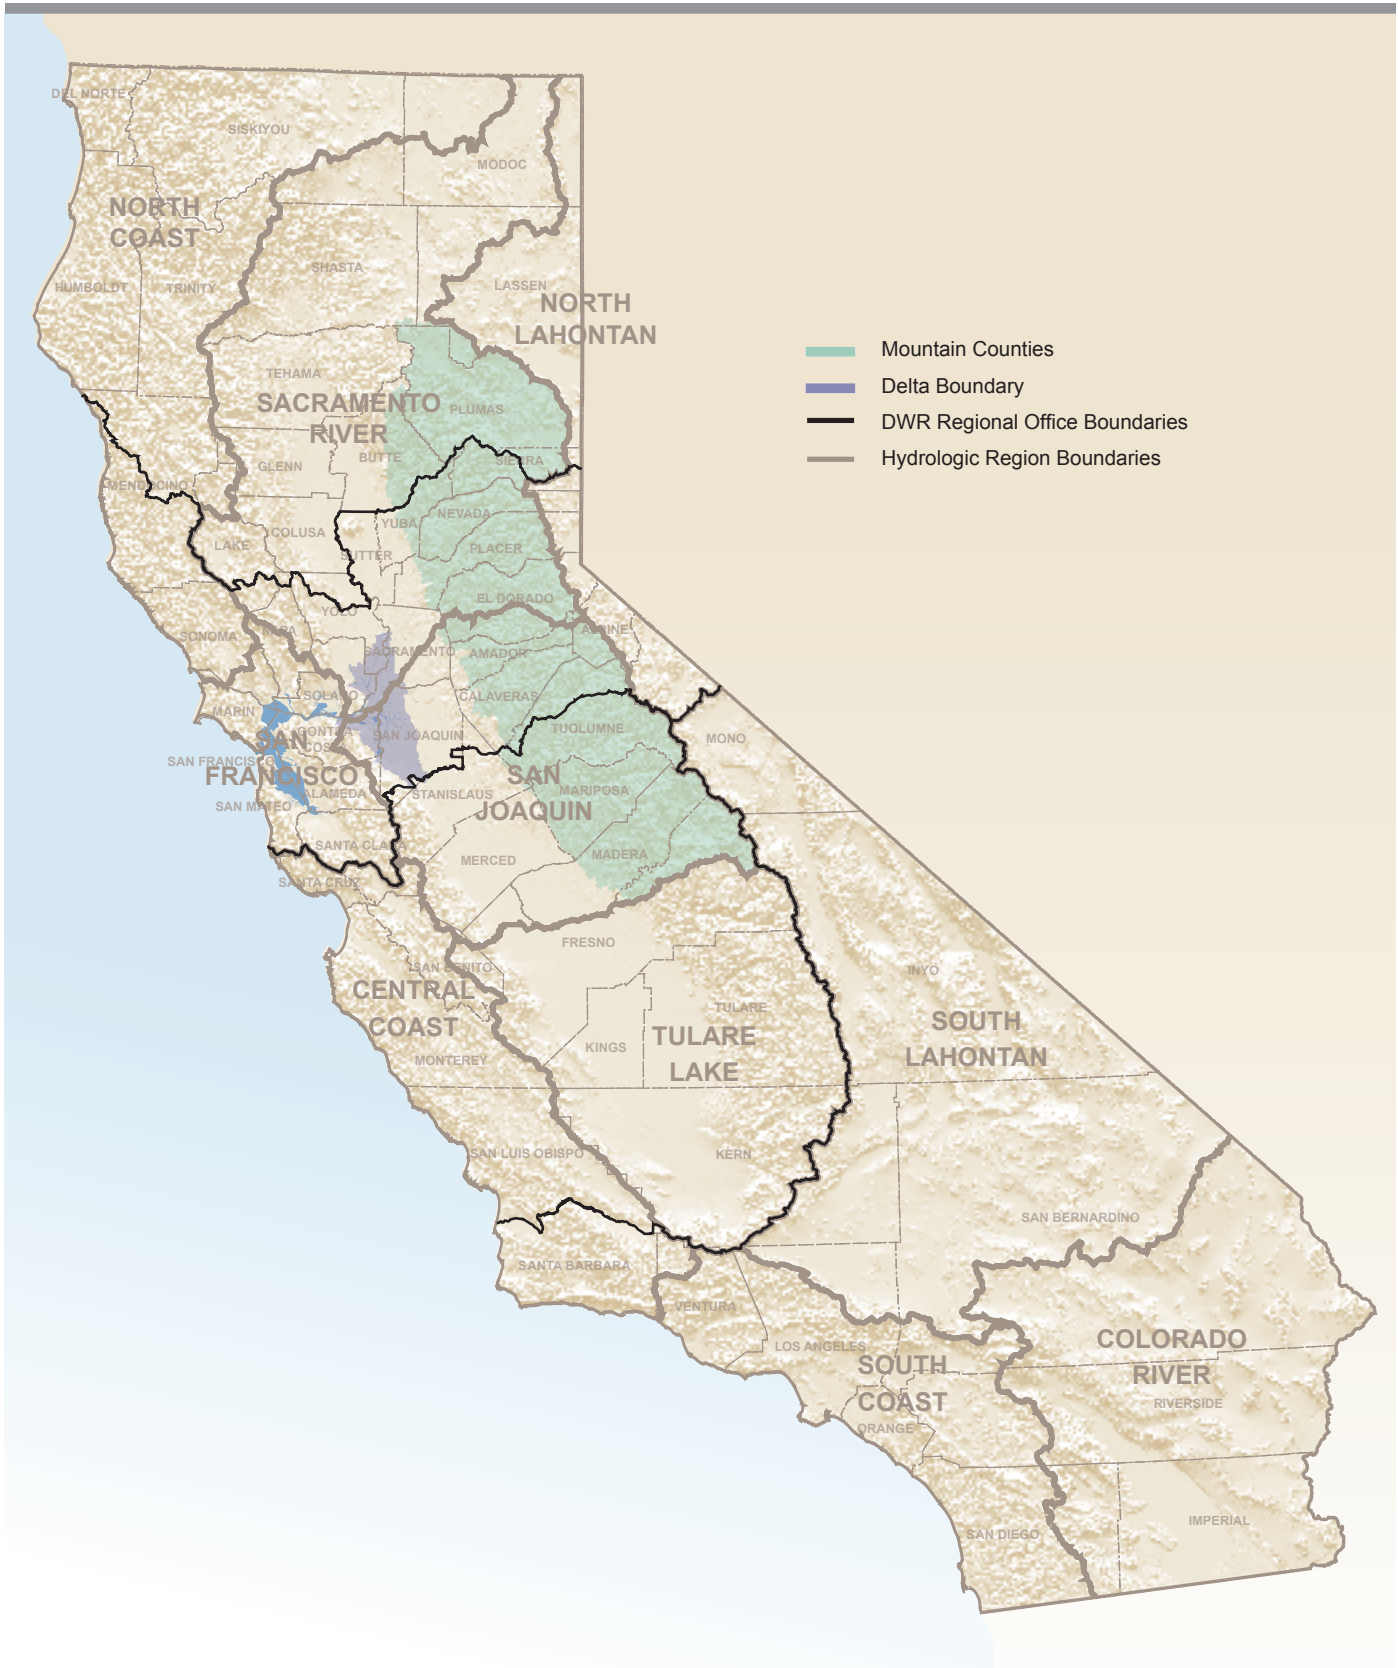 DEL NORTE
SISKIYOU
MODOC
NORTH
COAST
SHASTA
HUMBOLDT
TRINITY
LASSEN
NORTH
LAHONTAN
Mountain Counties
Delta Boundary
DWR Regional Office Boundaries
Hydrologic Region Boundaries
TEHAMA
SACRAMENTO
RIVER
PLUMAS
BUTTE
GLENN
SIERRA
MENDOCINO
NEVADA
YUBA
COLUSA
LAKE
SUTTER
PLACER
EL DORADO
YOLO
NAPA
ALPINE
SONOMA
SACRAMENTO
AMADOR
SOLANO
CALAVERAS
MARIN
CONTRA
COSTA
SAN JOAQUIN
TUOLUMNE
MONO
SAN FRANCISCO
SAN
FRANCISCO
SAN
JOAQUIN
ALAMEDA
STANISLAUS
MARIPOSA
SAN MATEO
SANTA CLARA
MERCED
MADERA
SANTA CRUZ
FRESNO
SAN BENITO
INYO
CENTRAL
COAST
TULARE
SOUTH
LAHONTAN
TULARE
LAKE
KINGS
MONTEREY
SAN LUIS OBISPO
KERN
SAN BERNARDINO
SANTA BARBARA
VENTURA
LOS ANGELES
COLORADO
RIVER
SOUTH
COAST
RIVERSIDE
ORANGE
SAN DIEGO
IMPERIAL